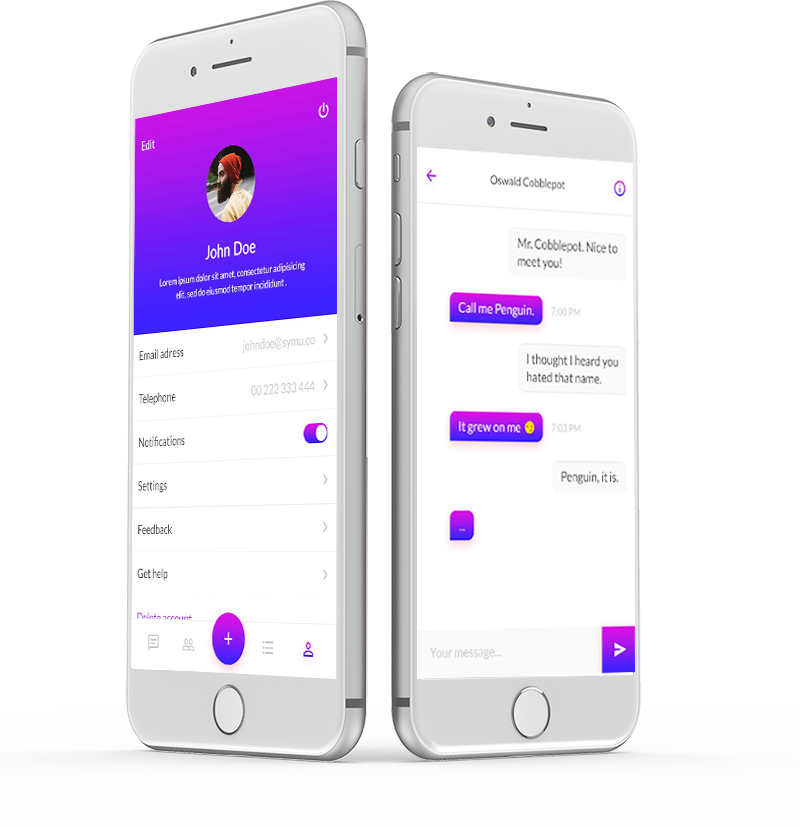 Edit
John Doe
Lorem ipsum dolor sit amet, consectetur adipisicing
elit, sed do eiusmod tempor incididunt .
Email adress
johndoe@symu.co
Telephone
00 222 333 444
Notifications
Settings
Feedback
Get help
Delete account
Oswald Cobblepot
Mr. Cobblepot. Nice to
meet you!
Call me Penguin.
7:00 PM
I thought I heard you
hated that name.
It grew on me
7:03 PM
Penguin, it is.
...
Your message...